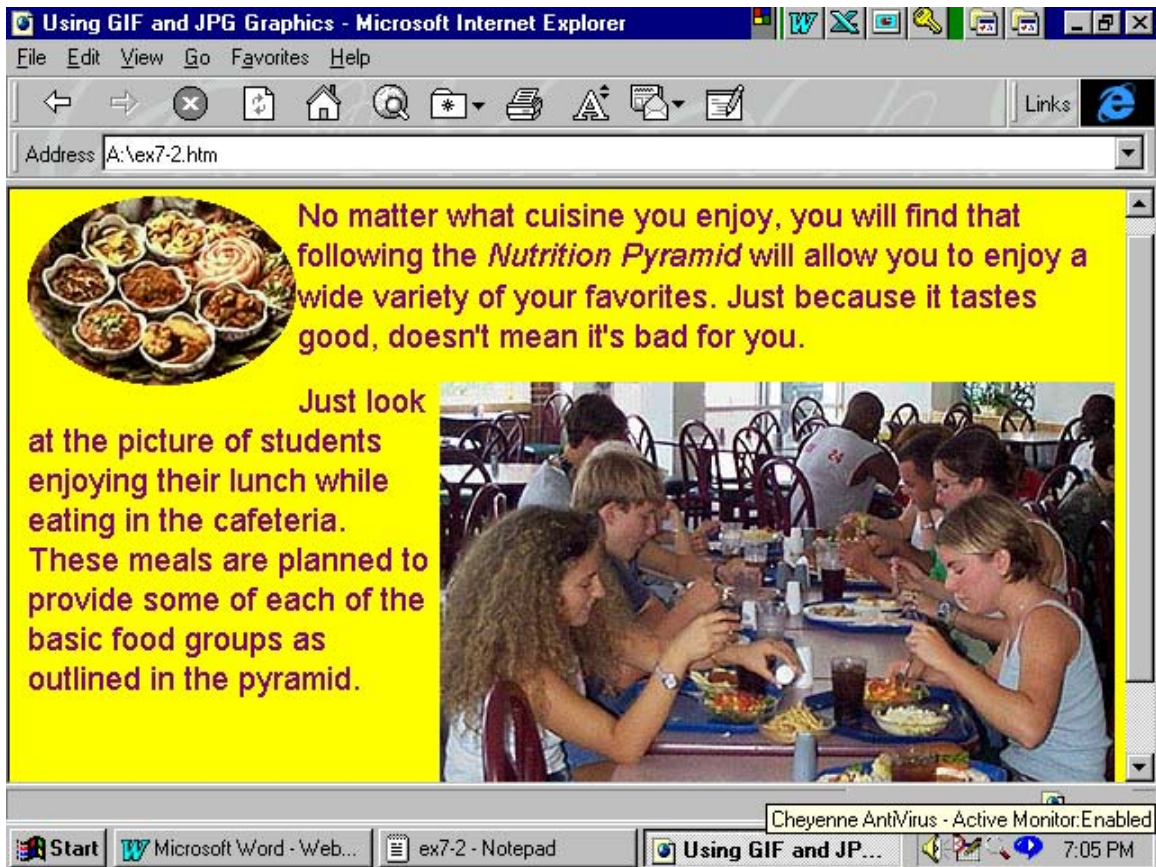 Using GIF and JPG Graphics - Microsoft Internet Explorer
File Edit View Go Favorites Help
Links
Address A:\ex7-2.htm
No matter what cuisine you enjoy, you will find that
following the Nutrition Pyramid will allow you to enjoy a
wide variety of your favorites. Just because it tastes
good, doesn't mean it's bad for you.
Just look
at the picture of students
enjoying their lunch while
eating in the cafeteria.
These meals are planned to
provide some of each of the
basic food groups as
outlined in the pyramid.
24
Cheyenne AntiVirus - Active Monitor:Enabled
Start Microsoft Word - Web... ex7-2 - Notepad Using GIF and JP... 7:05 PM